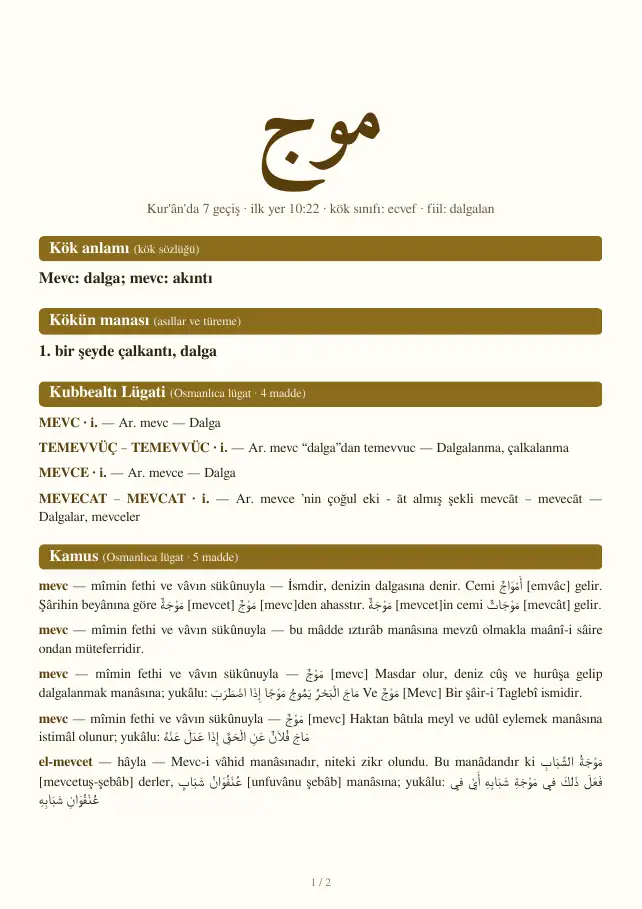 موج
Kur'ân'da 7 geçiş · ilk yer 10:22 · kök sınıfı: ecvef · fiil: dalgalan
Kök anlamı (kök sözlüğü)
Mevc: dalga; mevc: akıntı
Kökün manası (asıllar ve türeme)
1. bir şeyde çalkantı, dalga
Kubbealtı Lügati (Osmanlıca lügat · 4 madde)
MEVC · i. — Ar. mevc — Dalga
TEMEVVÜÇ – TEMEVVÜC · i. — Ar. mevc “dalga”dan temevvuc — Dalgalanma, çalkalanma
MEVCE · i. — Ar. mevce — Dalga
MEVECAT – MEVCAT · i. — Ar. mevce ’nin çoğul eki - āt almış şekli mevcāt – mevecāt —
Dalgalar, mevceler
Kamus (Osmanlıca lügat · 5 madde)
mevc — mîmin fethi ve vâvın sükûnuyla — İsmdir, denizin dalgasına denir. Cemi أَمْوَاجٌ [emvâc] gelir.
Şârihin beyânına göre مَوْجَةٌ [mevcet] مَوْجٌ [mevc]den ahasstır. مَوْجَةٌ [mevcet]in cemi مَوْجَاتٌ [mevcât] gelir.
mevc — mîmin fethi ve vâvın sükûnuyla — bu mâdde ıztırâb manâsına mevzû olmakla maânî-i sâire
ondan müteferridir.
mevc — mîmin fethi ve vâvın sükûnuyla — مَوْجٌ [mevc] Masdar olur, deniz cûş ve hurûşa gelip
dalgalanmak manâsına; yukâlu: مَاجَ الْبَحْرُ يَمُوجُ مَوْجًا إِذَا اضْطَرَبَ Ve مَوْجٌ [Mevc] Bir şâir-i Taglebî ismidir.
mevc — mîmin fethi ve vâvın sükûnuyla — مَوْجٌ [mevc] Haktan bâtıla meyl ve udûl eylemek manâsına
istimâl olunur; yukâlu: مَاجَ فُلاَنٌ عَنِ الْحَقِّ إِذَا عَدَلَ عَنْهُ
el-mevcet — hâyla — Mevc-i vâhid manâsınadır, niteki zikr olundu. Bu manâdandır ki مَوْجَةُ الشَّبَابِ
[mevcetuş-şebâb] derler, عُنْفُوَانُ شَبَابٍ [unfuvânu şebâb] manâsına; yukâlu: فَعَلَ ذَلكَ في مَوْجَةِ شَبَابِهِ أَيْ في
عُنْفُوَانِ شَبَابِهِ
1 / 2